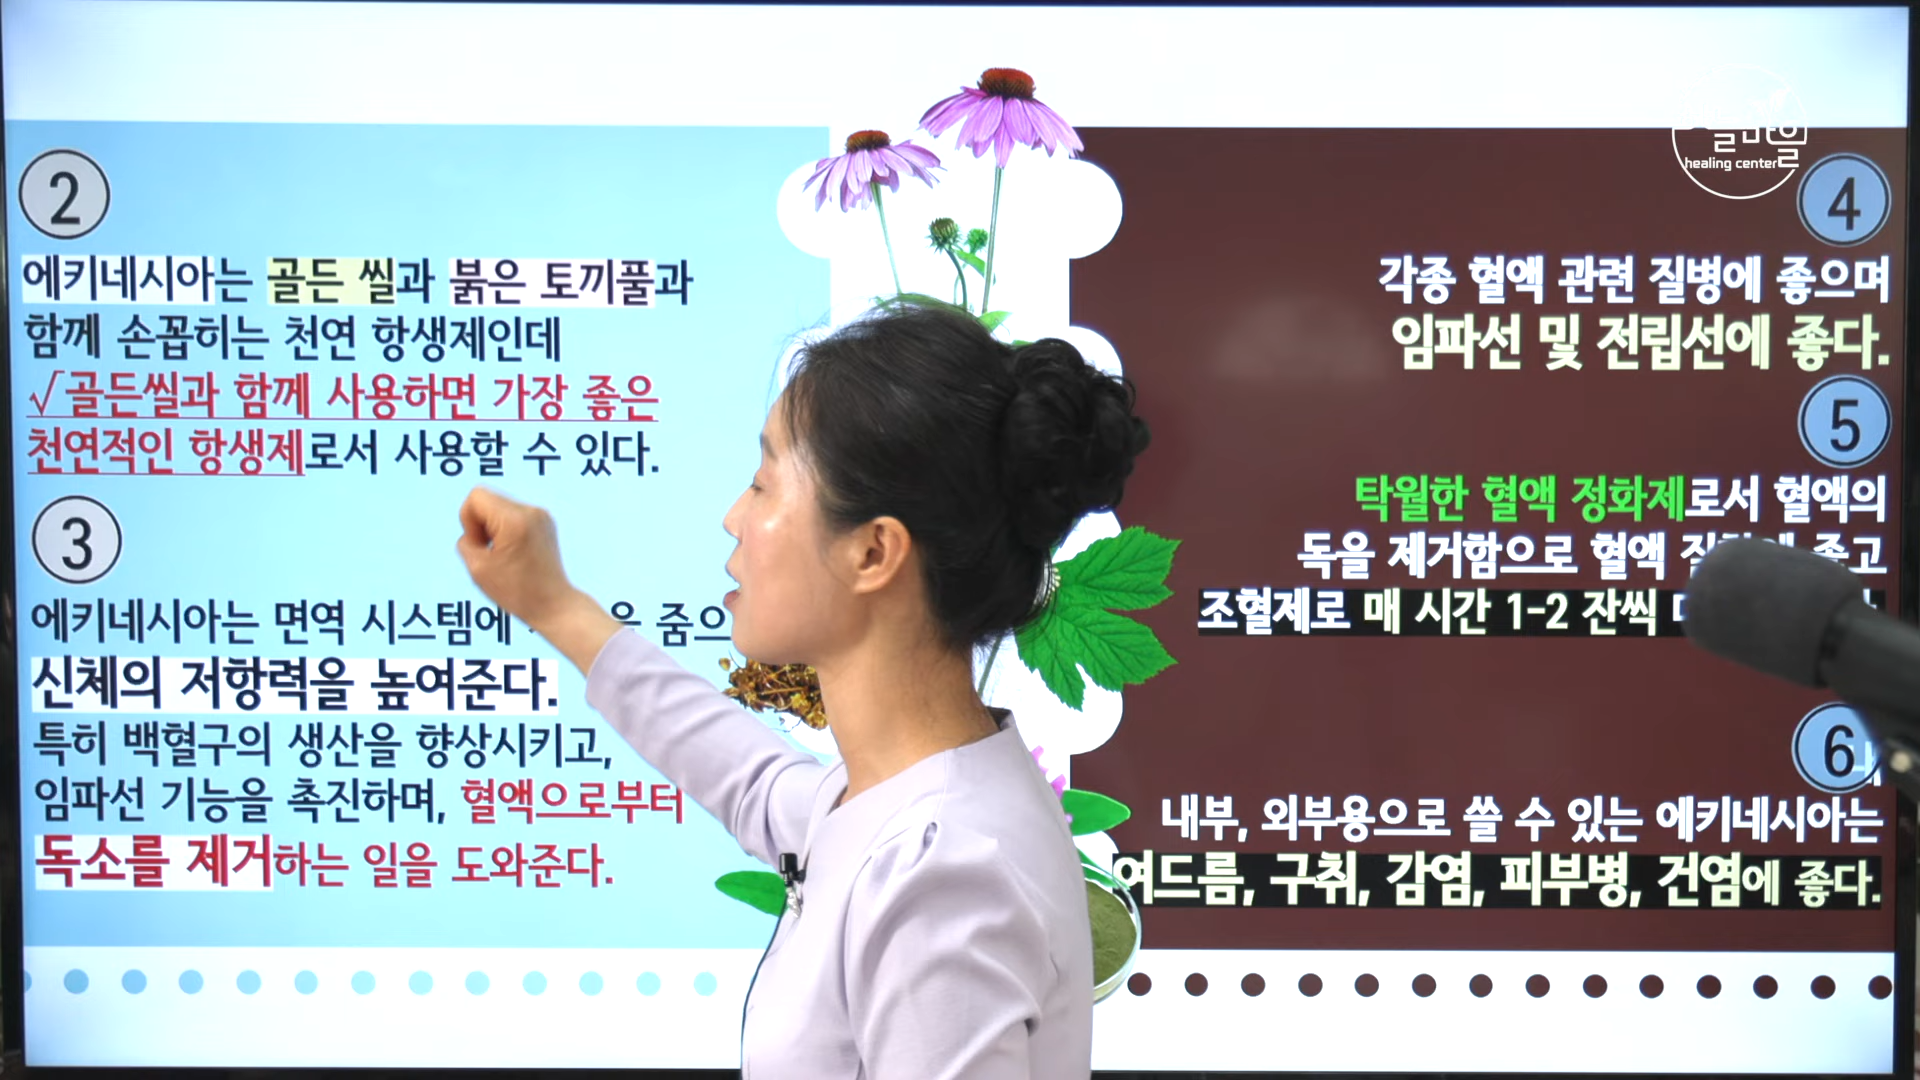 ②
에키네시아는 골든 씰과 붉은 토끼풀과
함께 손꼽히는 천연 항생제인데
√골든씰과 함께 사용하면 가장 좋은
천연적인 항생제로서 사용할 수 있다.
③
에키네시아는 면역 시스템에 줌으
신체의 저항력을 높여준다.
특히 백혈구의 생산을 향상시키고,
임파선 기능을 촉진하며, 혈액으로부터
독소를 제거하는 일을 도와준다.
healing center
④
각종 혈액 관련 질병에 좋으며
임파선 및 전립선에 좋다.
⑤
탁월한 혈액 정화제로서 혈액의
독을 제거함으로 혈액 좋고
조혈제로 매 시간 1-2 잔씩
⑥
내부, 외부용으로 쓸 수 있는 에키네시아는
여드름, 구취, 감염, 피부병, 건염에 좋다.